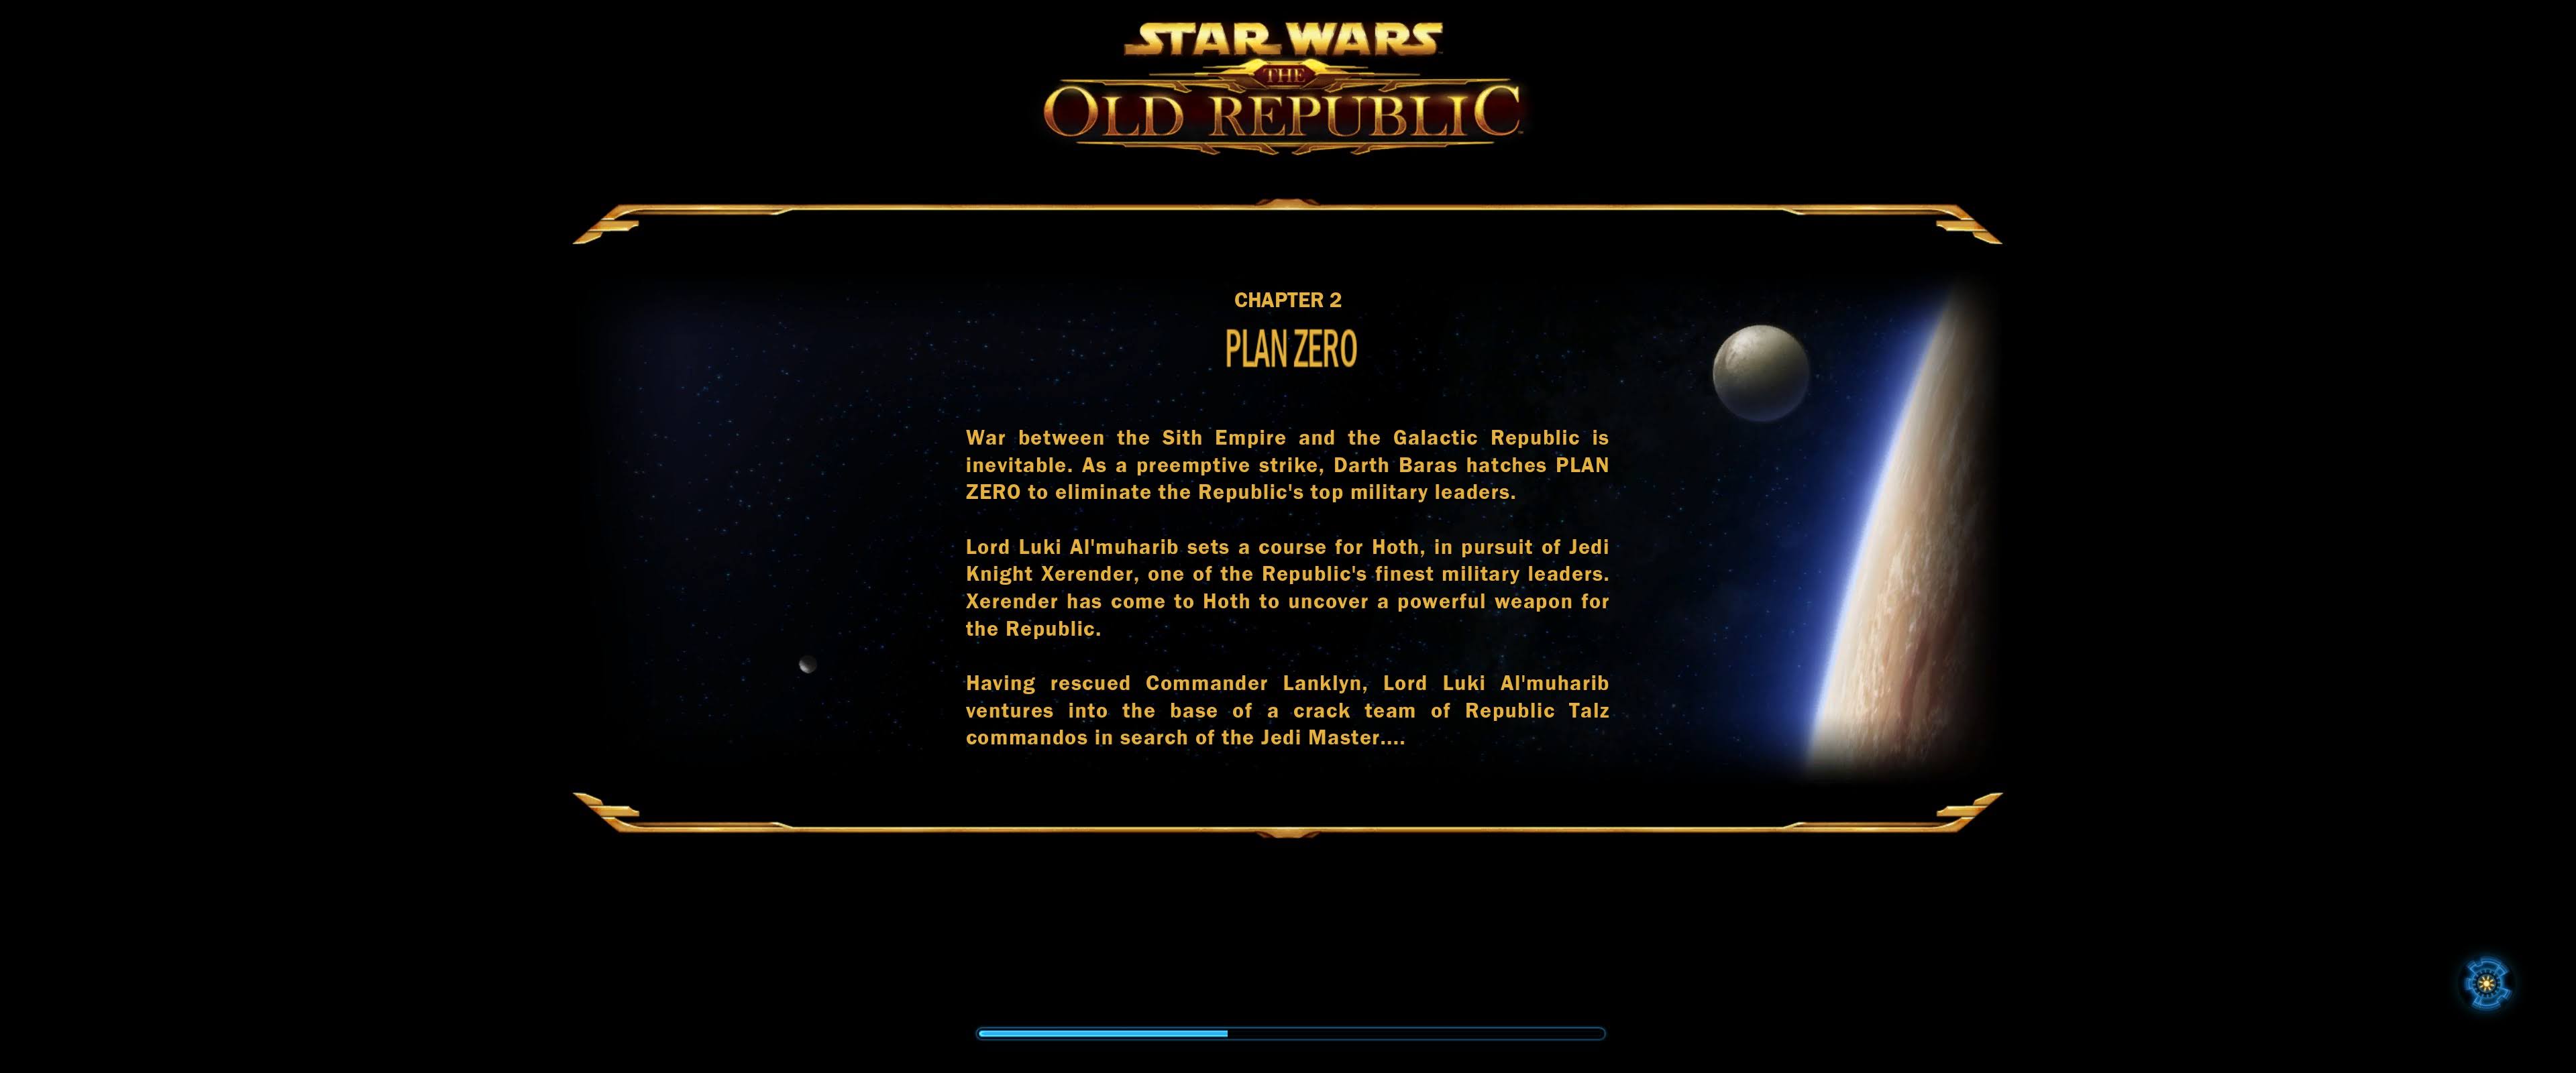 STAR WARS
THE
OLD REPUBLIC
CHAPTER 2
PLAN ZERO
War between the Sith Empire and the Galactic Republic is
inevitable. As a preemptive strike, Darth Baras hatches PLAN
ZERO to eliminate the Republic's top military leaders.
Lord Luki Al'muharib sets a course for Hoth, in pursuit of Jedi
Knight Xerender, one of the Republic's finest military leaders.
Xerender has come to Hoth to uncover a powerful weapon for
the Republic.
Having rescued Commander Lanklyn, Lord Luki Al'muharib
ventures into the base of a crack team of Republic Talz
commandos in search of the Jedi Master....